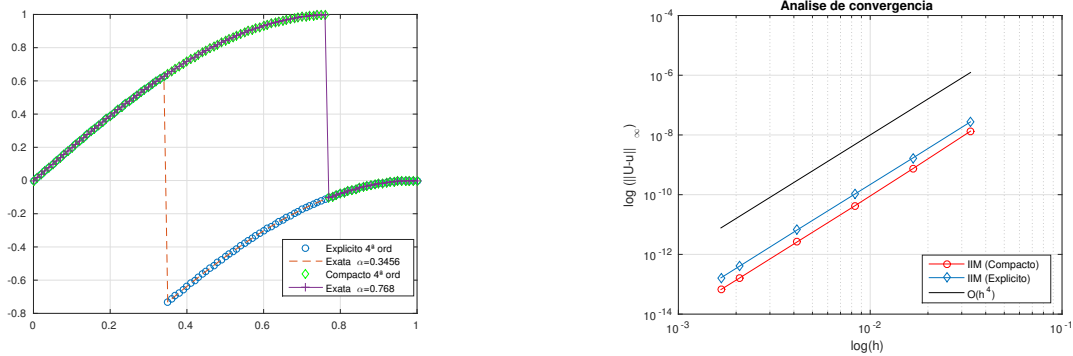 1
0.8
0.6
0.4
0.2
0
-0.2
-0.4
-0.6
-0.8
0
0.2
0.4
0.6
0.8
1
Explícito 4ª ord
Exata α=0.3456
Compacto 4ª ord
Exata α=0.768
Analise de convergencia
log (||U-u||∞)
10^-4
10^-6
10^-8
10^-10
10^-12
10^-14
10^-3
10^-2
10^-1
log(h)
IIM (Compacto)
IIM (Explicito)
O(h^4)